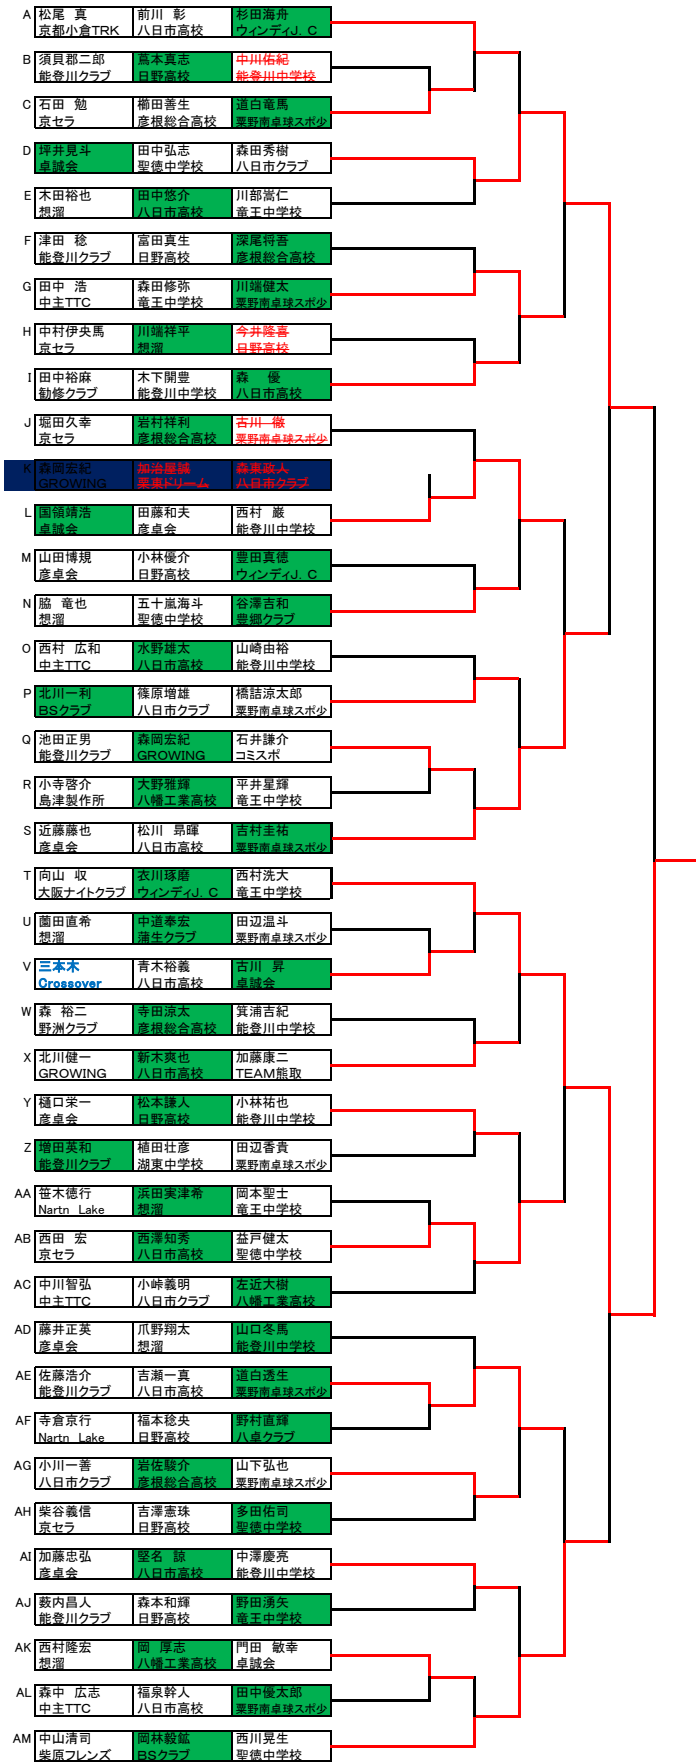 A 松尾 真 前川 彰 杉田海舟
京都小倉TRK 八日市高校 ウィンディJ. C
B 須貝郡二郎 蔦本真志 中川佑紀
能登川クラブ 日野高校 能登川中学校
C 石田 勉 櫛田善生 道白竜馬
京セラ 彦根総合高校 栗野南卓球スポ少
D 坪井見斗 田中弘志 森田秀樹
卓誠会 聖徳中学校 八日市クラブ
E 木田裕也 田中悠介 川部嵩仁
想溜 八日市高校 竜王中学校
F 津田 稔 富田真生 深尾将吾
能登川クラブ 日野高校 彦根総合高校
G 田中 浩 森田修弥 川端健太
中主TTC 竜王中学校 粟野南卓球スポ少
H 中村伊央馬 川端祥平 今井隆喜
京セラ 想溜 日野高校
I 田中裕麻 木下開豊 森 優
勧修クラブ 能登川中学校 八日市高校
J 堀田久幸 岩村祥利 古川 徹
京セラ 彦根総合高校 粟野南卓球スポ少
K 森岡宏紀 加治屋誠 森東政人
GROWING 栗東ドリーム 八日市クラブ
L 国領靖浩 田藤和夫 西村 巌
卓誠会 彦卓会 能登川中学校
M 山田博規 小林優介 豊田真徳
彦卓会 日野高校 ウィンディJ. C
N 脇 竜也 五十嵐海斗 谷澤吉和
想溜 聖徳中学校 豊郷クラブ
O 西村 広和 水野雄太 山崎由裕
中主TTC 八日市高校 能登川中学校
P 北川一利 篠原増雄 橋詰涼太郎
BSクラブ 八日市クラブ 粟野南卓球スポ少
Q 池田正男 森岡宏紀 石井謙介
能登川クラブ GROWING コミスポ
R 小寺啓介 大野雅輝 平井星輝
島津製作所 八幡工業高校 竜王中学校
S 近藤藤也 松川 昂暉 吉村圭祐
彦卓会 八日市高校 粟野南卓球スポ少
T 向山 収 衣川琢磨 西村洸大
大阪ナイトクラブ ウィンディJ. C 竜王中学校
U 薗田直希 中道奉宏 田辺温斗
想溜 蒲生クラブ 粟野南卓球スポ少
V 三本木 青木裕義 古川 昇
Crossover 八日市高校 卓誠会
W 森 裕二 寺田涼太 箕浦吉紀
野洲クラブ 彦根総合高校 能登川中学校
X 北川健一 新木爽也 加藤康二
GROWING 八日市高校 TEAM熊取
Y 樋口栄一 松本謙人 小林祐也
彦卓会 日野高校 能登川中学校
Z 増田英和 植田壮彦 田辺香貴
能登川クラブ 湖東中学校 粟野南卓球スポ少
AA 笹木徳行 浜田実津希 岡本聖士
Nartn Lake 想溜 竜王中学校
AB 西田 宏 西澤知秀 益戸健太
京セラ 八日市高校 聖徳中学校
AC 中川智弘 小峠義明 左近大樹
中主TTC 八日市クラブ 八幡工業高校
AD 藤井正英 爪野翔太 山口冬馬
彦卓会 想溜 能登川中学校
AE 佐藤浩介 吉瀬一真 道白透生
能登川クラブ 八日市高校 粟野南卓球スポ少
AF 寺倉京行 福本稔央 野村直輝
Nartn Lake 日野高校 八卓クラブ
AG 小川一善 岩佐駿介 山下弘也
八日市クラブ 彦根総合高校 粟野南卓球スポ少
AH 柴谷義信 吉澤憲珠 多田佑司
京セラ 日野高校 聖徳中学校
AI 加藤忠弘 堅名 諒 中澤慶亮
彦卓会 八日市高校 能登川中学校
AJ 薮内昌人 森本和輝 野田湧矢
能登川クラブ 日野高校 竜王中学校
AK 西村隆宏 岡 厚志 門田 敏幸
想溜 八幡工業高校 卓誠会
AL 森中 広志 福泉幹人 田中優太郎
中主TTC 八日市高校 粟野南卓球スポ少
AM 中山清司 岡林毅鉱 西川晃生
柴原フレンズ BSクラブ 聖徳中学校